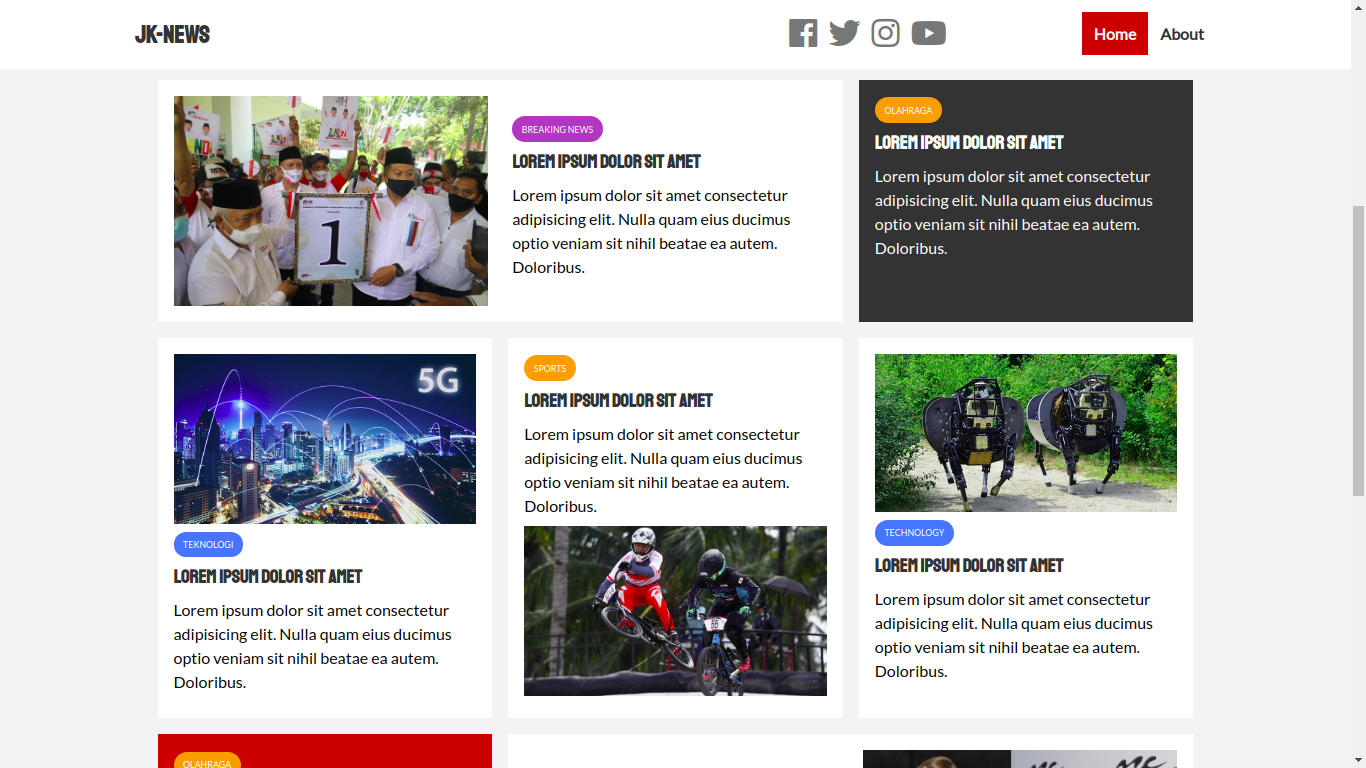 JK-NEWS
Home
About
BREAKING NEWS
LOREM IPSUM DOLOR SIT AMET
Lorem ipsum dolor sit amet consectetur
adipisicing elit. Nulla quam eius ducimus
optio veniam sit nihil beatae ea autem.
Doloribus.
1
OLAHRAGA
LOREM IPSUM DOLOR SIT AMET
Lorem ipsum dolor sit amet consectetur
adipisicing elit. Nulla quam eius ducimus
optio veniam sit nihil beatae ea autem.
Doloribus.
5G
TEKNOLOGI
LOREM IPSUM DOLOR SIT AMET
Lorem ipsum dolor sit amet consectetur
adipisicing elit. Nulla quam eius ducimus
optio veniam sit nihil beatae ea autem.
Doloribus.
SPORTS
LOREM IPSUM DOLOR SIT AMET
Lorem ipsum dolor sit amet consectetur
adipisicing elit. Nulla quam eius ducimus
optio veniam sit nihil beatae ea autem.
Doloribus.
TECHNOLOGY
LOREM IPSUM DOLOR SIT AMET
Lorem ipsum dolor sit amet consectetur
adipisicing elit. Nulla quam eius ducimus
optio veniam sit nihil beatae ea autem.
Doloribus.
OLAHRAGA